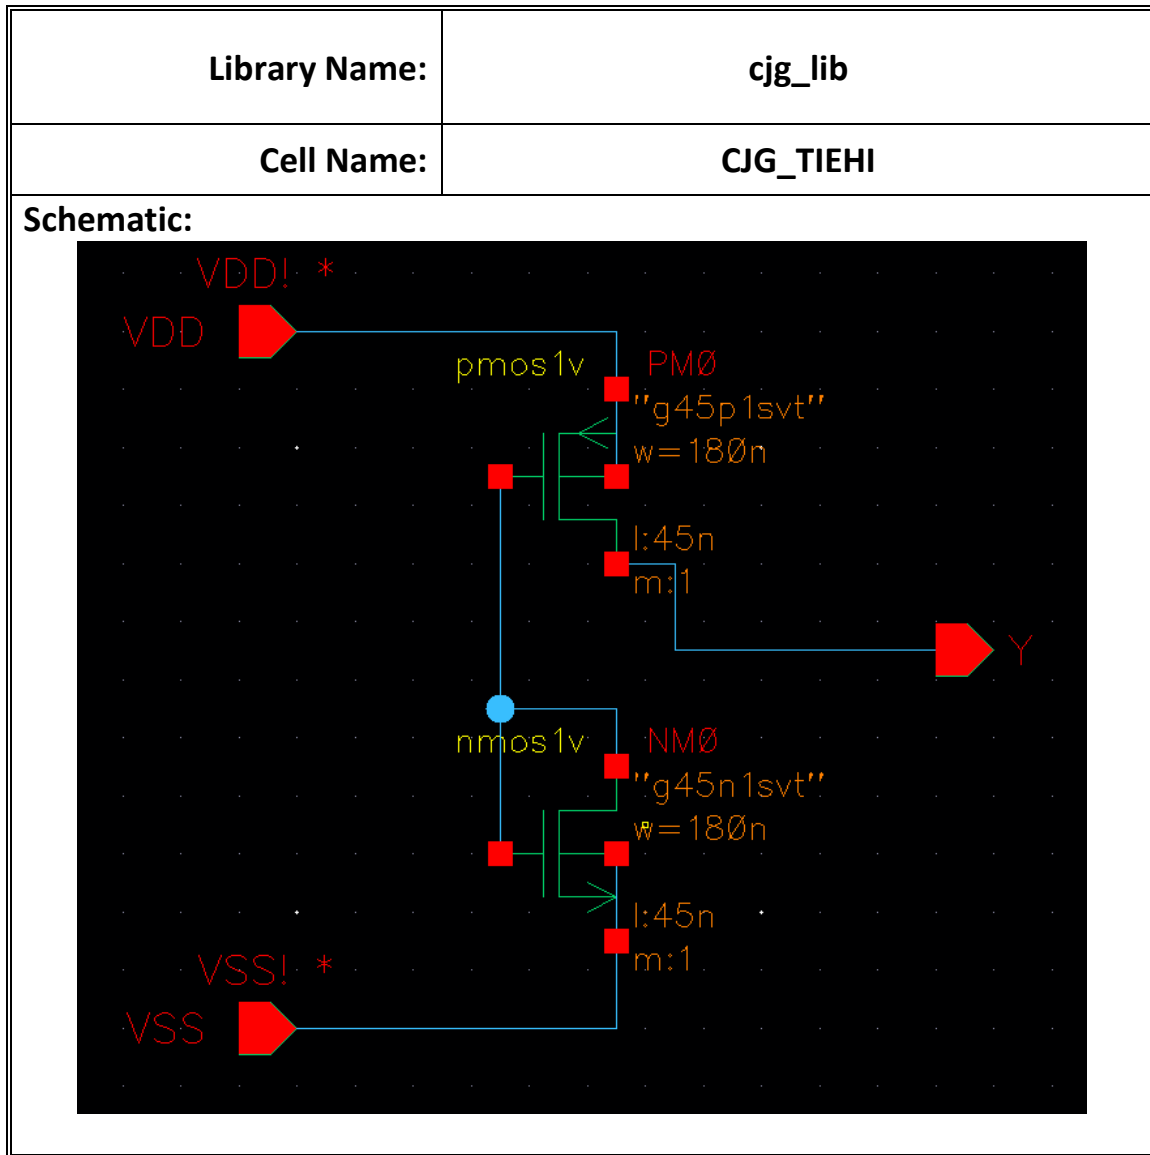 Library Name: cjg_lib
Cell Name: CJG_TIEHI
Schematic:
VDD! *
VDD
pmos1v PM0
"g45p1svt"
w=180n
l:45n
m:1
Y
nmos1v NM0
"g45n1svt"
w=180n
l:45n
m:1
VSS! *
VSS